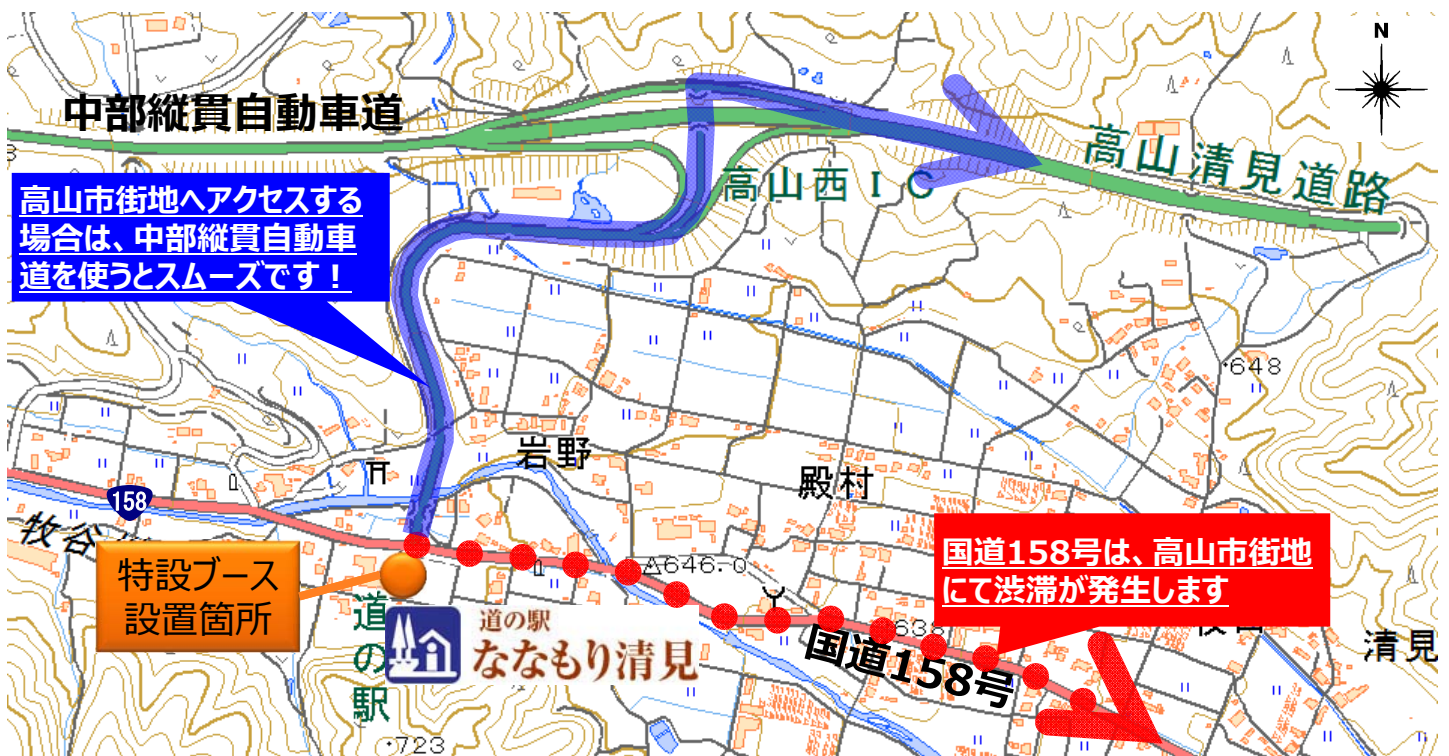 N
中部縦貫自動車道
高山清見道路
高山西IC
高山市街地へアクセスする
場合は、中部縦貫自動車
道を使うとスムーズです！
・648
岩野
殿村
158
牧谷
特設ブース
設置箇所
道の駅
道の駅
ななもり清見
646.0
638
国道158号は、高山市街地
にて渋滞が発生します
国道158号
清見
・723